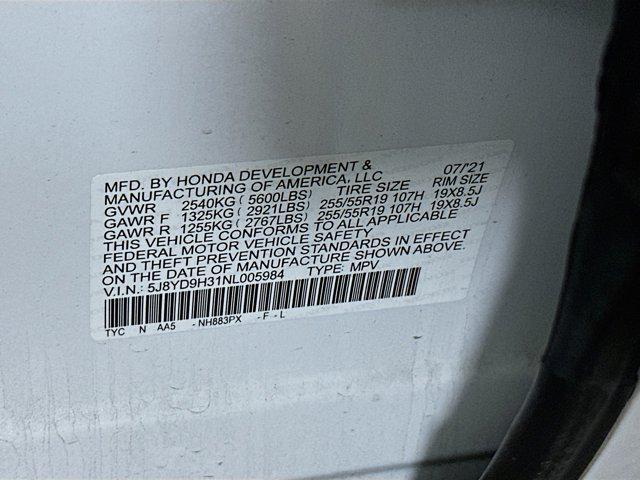 MFD. BY HONDA DEVELOPMENT & 07/'21
MANUFACTURING OF AMERICA, LLC
TIRE SIZE RIM SIZE
GVWR 2540KG ( 5600LBS)
GAWR F 1325KG ( 2921LBS) 255/55R19 107H 19X8.5J
GAWR R 1255KG ( 2767LBS) 255/55R19 107H 19X8.5J
THIS VEHICLE CONFORMS TO ALL APPLICABLE
FEDERAL MOTOR VEHICLE SAFETY
AND THEFT PREVENTION STANDARDS IN EFFECT
ON THE DATE OF MANUFACTURE SHOWN ABOVE.
V.I.N.: 5J8YD9H31NL005984 TYPE: MPV
TYC N AA5 - NH883PX - F - L